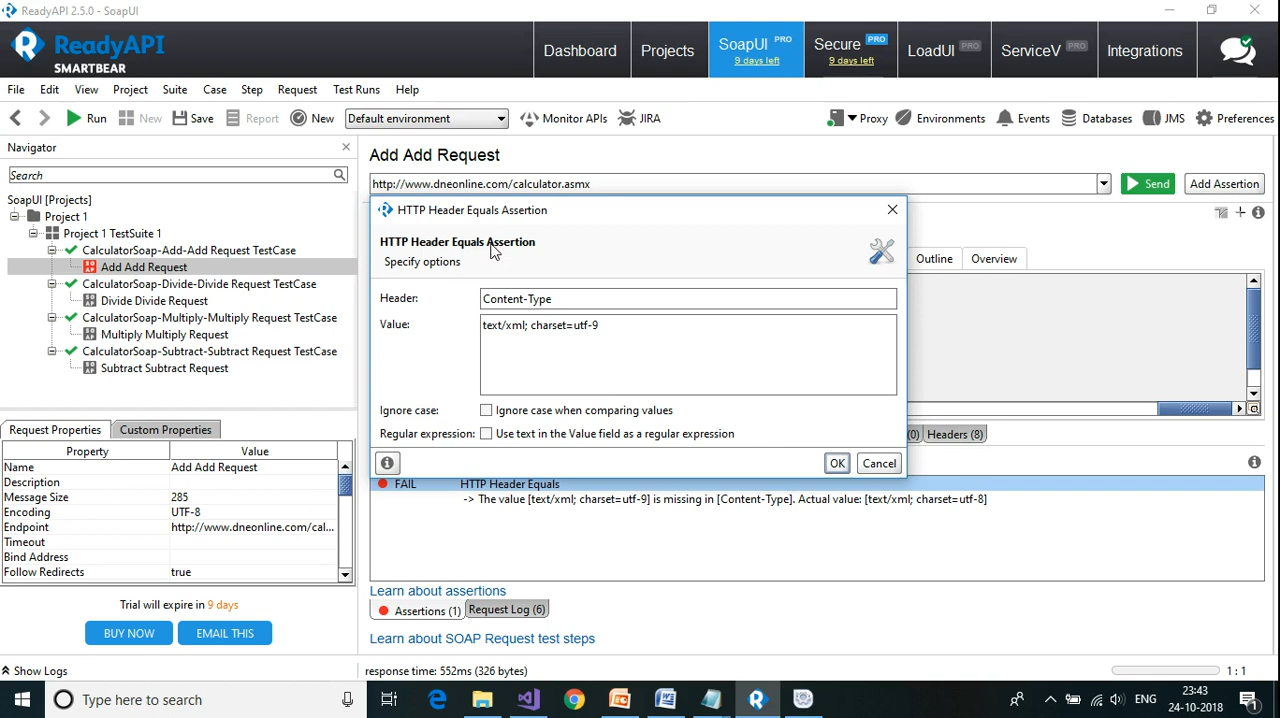 ReadyAPI 2.5.0 - SoapUI
ReadyAPI
SMARTBEAR
Dashboard
Projects
SoapUI PRO
9 days left
Secure PRO
9 days left
LoadUI PRO
ServiceV PRO
Integrations
File Edit View Project Suite Case Step Request Test Runs Help
Run New Save Report New Default environment Monitor APIs JIRA Proxy Environments Events Databases JMS Preferences
Navigator
Search
SoapUI [Projects]
Project 1
Project 1 TestSuite 1
CalculatorSoap-Add-Add Request TestCase
SO AP Add Add Request
CalculatorSoap-Divide-Divide Request TestCase
SO AP Divide Divide Request
CalculatorSoap-Multiply-Multiply Request TestCase
SO AP Multiply Multiply Request
CalculatorSoap-Subtract-Subtract Request TestCase
SO AP Subtract Subtract Request
Request Properties Custom Properties
Property Value
Name Add Add Request
Description
Message Size 285
Encoding UTF-8
Endpoint http://www.dneonline.com/cal...
Timeout
Bind Address
Follow Redirects true
Trial will expire in 9 days
BUY NOW EMAIL THIS
Show Logs
Add Add Request
http://www.dneonline.com/calculator.asmx Send Add Assertion
Outline Overview
HTTP Header Equals Assertion
HTTP Header Equals Assertion
Specify options
Header: Content-Type
Value: text/xml; charset=utf-9
Ignore case: Ignore case when comparing values
Regular expression: Use text in the Value field as a regular expression
OK Cancel
(0) Headers (8)
FAIL HTTP Header Equals
-> The value [text/xml; charset=utf-9] is missing in [Content-Type]. Actual value: [text/xml; charset=utf-8]
Learn about assertions
Assertions (1) Request Log (6)
Learn about SOAP Request test steps
response time: 552ms (326 bytes) 1 : 1
Type here to search
ENG
23:43
24-10-2018
1